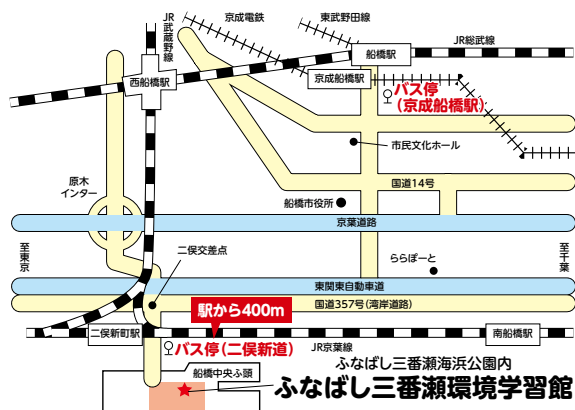 JR武蔵野線
京成電鉄
東武野田線
船橋駅
JR総武線
西船橋駅
京成船橋駅
バス停
(京成船橋駅)
市民文化ホール
原木
インター
国道14号
船橋市役所
京葉道路
至東京
二俣交差点
ららぽーと
至千葉
東関東自動車道
駅から400m
国道357号(湾岸道路)
二俣新町駅
バス停(二俣新道)
JR京葉線
南船橋駅
船橋中央ふ頭
ふなばし三番瀬海浜公園内
ふなばし三番瀬環境学習館